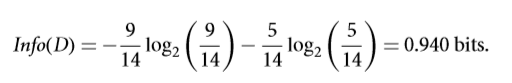 Info(D) = −9/14 log₂(9/14) − 5/14 log₂(5/14) = 0.940 bits.